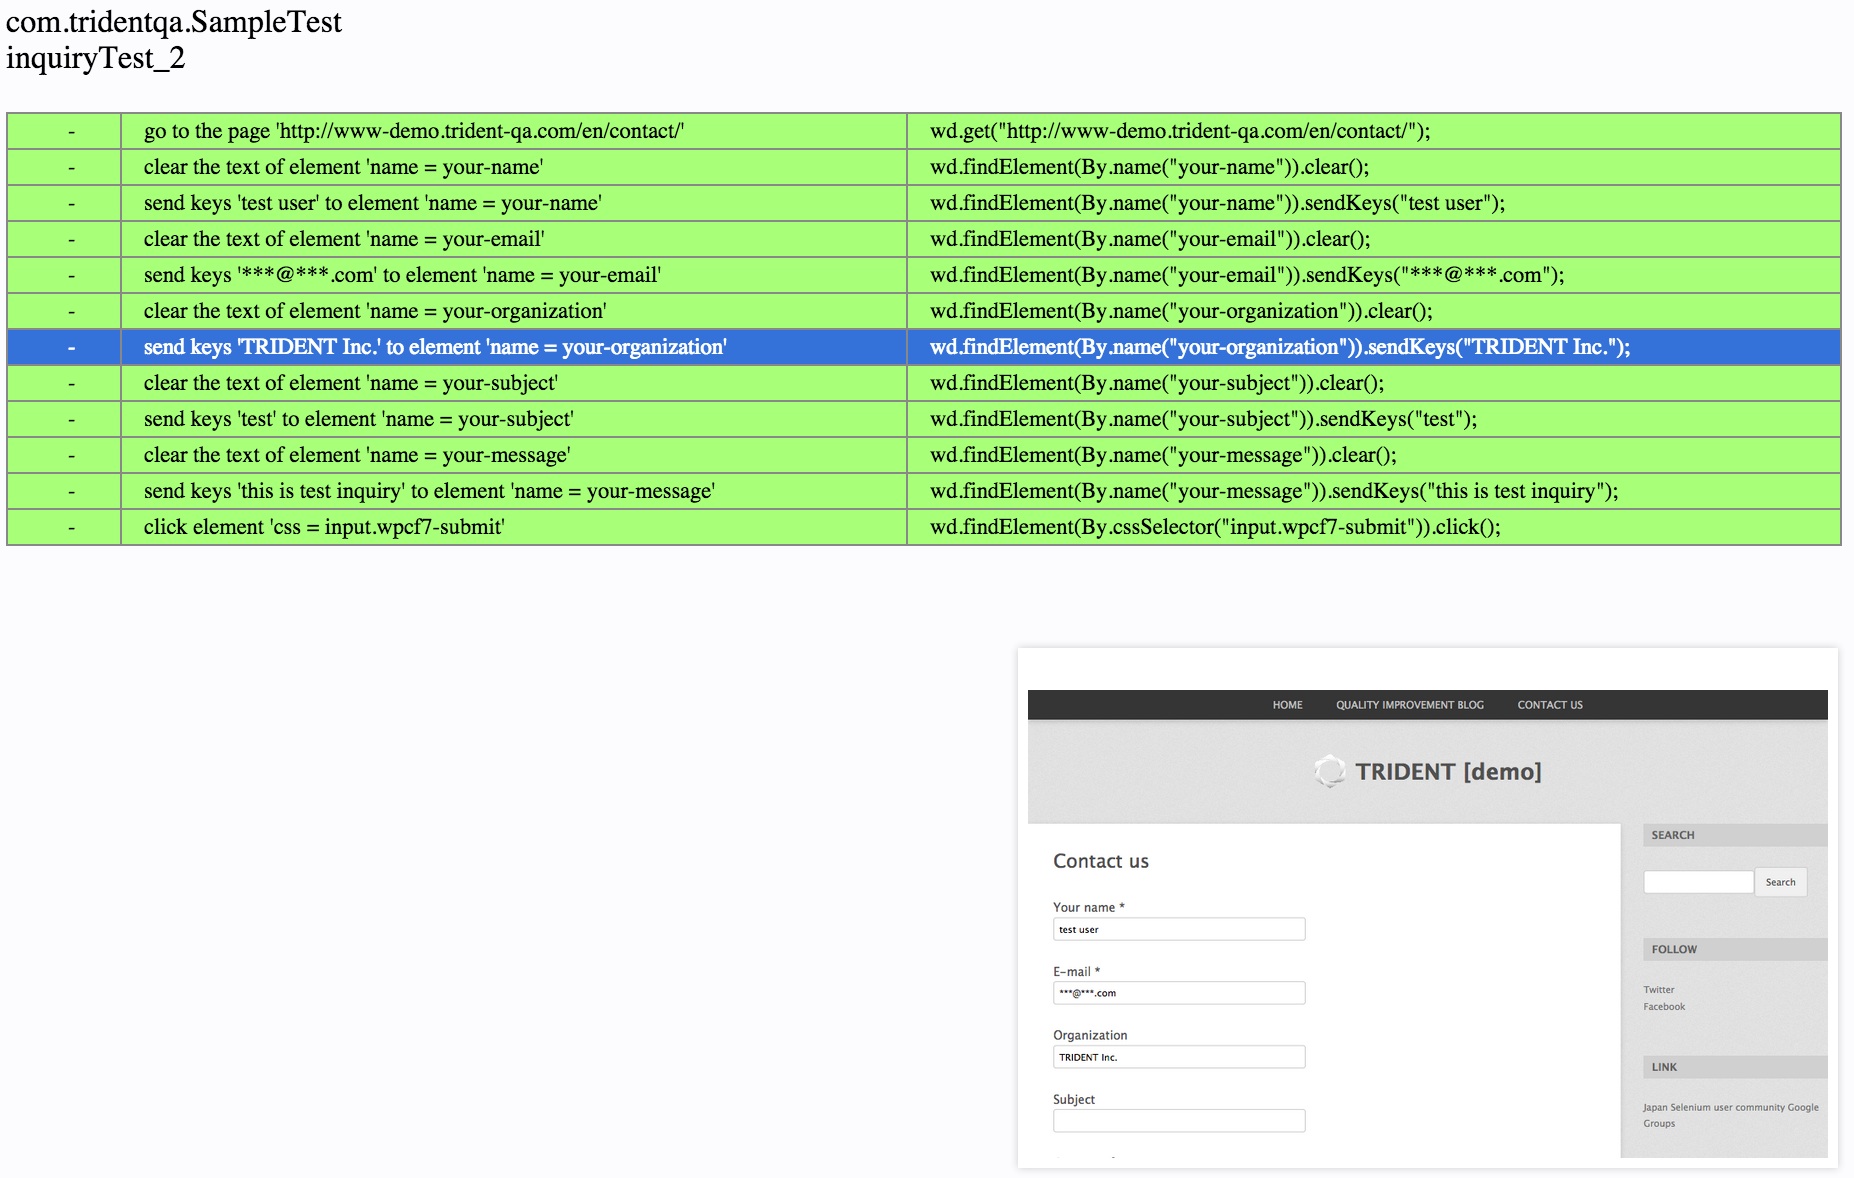 com.tridentqa.SampleTest
inquiryTest_2
- go to the page 'http://www-demo.trident-qa.com/en/contact/' wd.get("http://www-demo.trident-qa.com/en/contact/");
- clear the text of element 'name = your-name' wd.findElement(By.name("your-name")).clear();
- send keys 'test user' to element 'name = your-name' wd.findElement(By.name("your-name")).sendKeys("test user");
- clear the text of element 'name = your-email' wd.findElement(By.name("your-email")).clear();
- send keys '***@***.com' to element 'name = your-email' wd.findElement(By.name("your-email")).sendKeys("***@***.com");
- clear the text of element 'name = your-organization' wd.findElement(By.name("your-organization")).clear();
- send keys 'TRIDENT Inc.' to element 'name = your-organization' wd.findElement(By.name("your-organization")).sendKeys("TRIDENT Inc.");
- clear the text of element 'name = your-subject' wd.findElement(By.name("your-subject")).clear();
- send keys 'test' to element 'name = your-subject' wd.findElement(By.name("your-subject")).sendKeys("test");
- clear the text of element 'name = your-message' wd.findElement(By.name("your-message")).clear();
- send keys 'this is test inquiry' to element 'name = your-message' wd.findElement(By.name("your-message")).sendKeys("this is test inquiry");
- click element 'css = input.wpcf7-submit' wd.findElement(By.cssSelector("input.wpcf7-submit")).click();
HOME QUALITY IMPROVEMENT BLOG CONTACT US
TRIDENT [demo]
Contact us
Your name *
test user
E-mail *
***@***.com
Organization
TRIDENT Inc.
Subject
SEARCH
Search
FOLLOW
Twitter
Facebook
LINK
Japan Selenium user community Google
Groups